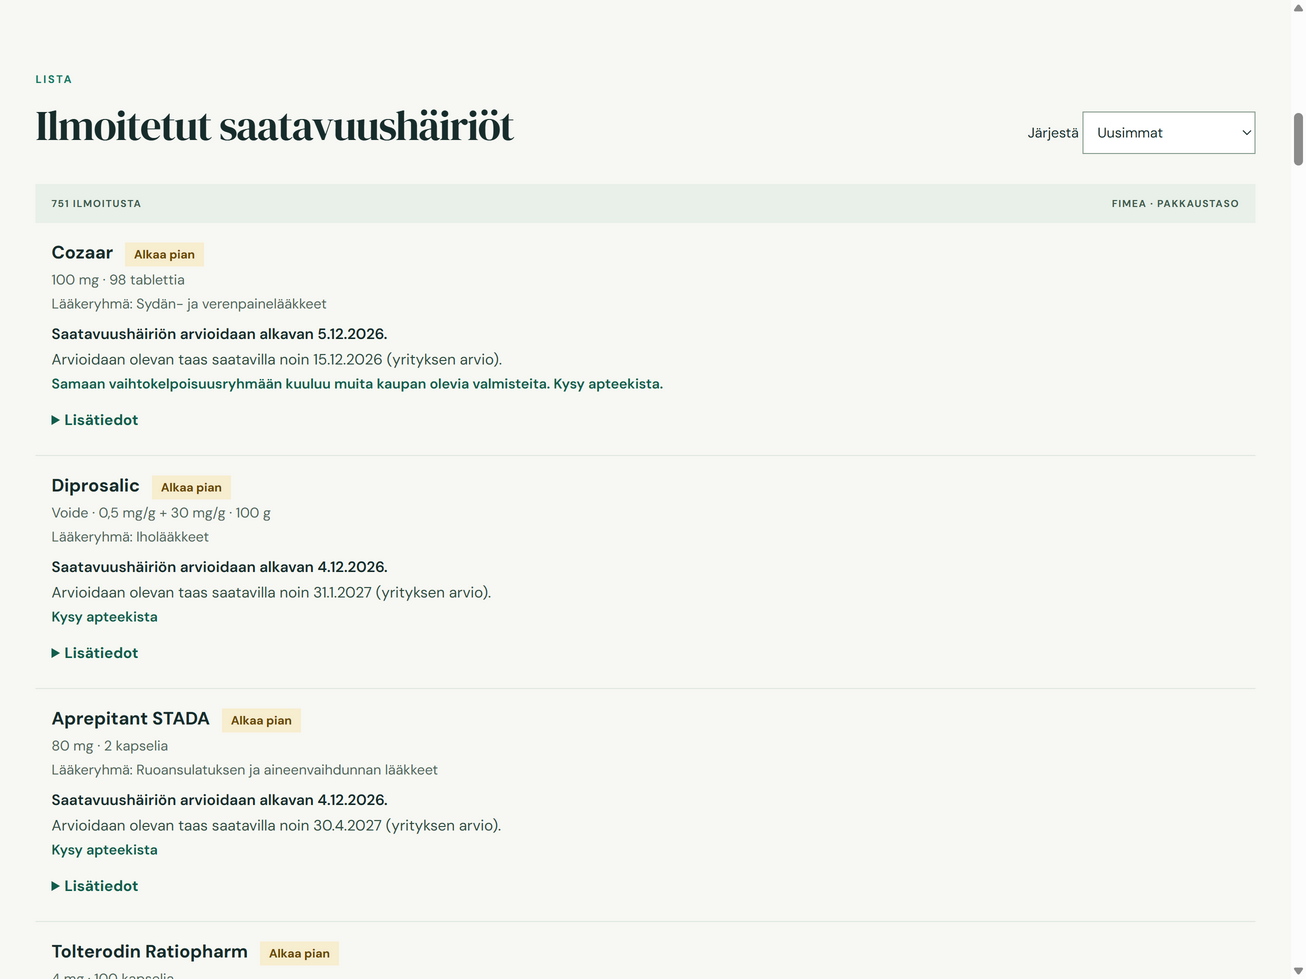 LISTA
Ilmoitetut saatavuushäiriöt
Järjestä Uusimmat
751 ILMOITUSTA FIMEA · PAKKAUSTASO
Cozaar Alkaa pian
100 mg · 98 tablettia
Lääkeryhmä: Sydän- ja verenpainelääkkeet
Saatavuushäiriön arvioidaan alkavan 5.12.2026.
Arvioidaan olevan taas saatavilla noin 15.12.2026 (yrityksen arvio).
Samaan vaihtokelpoisuusryhmään kuuluu muita kaupan olevia valmisteita. Kysy apteekista.
▶ Lisätiedot
Diprosalic Alkaa pian
Voide · 0,5 mg/g + 30 mg/g · 100 g
Lääkeryhmä: Iholääkkeet
Saatavuushäiriön arvioidaan alkavan 4.12.2026.
Arvioidaan olevan taas saatavilla noin 31.1.2027 (yrityksen arvio).
Kysy apteekista
▶ Lisätiedot
Aprepitant STADA Alkaa pian
80 mg · 2 kapselia
Lääkeryhmä: Ruoansulatuksen ja aineenvaihdunnan lääkkeet
Saatavuushäiriön arvioidaan alkavan 4.12.2026.
Arvioidaan olevan taas saatavilla noin 30.4.2027 (yrityksen arvio).
Kysy apteekista
▶ Lisätiedot
Tolterodin Ratiopharm Alkaa pian
4 mg · 100 kapselia